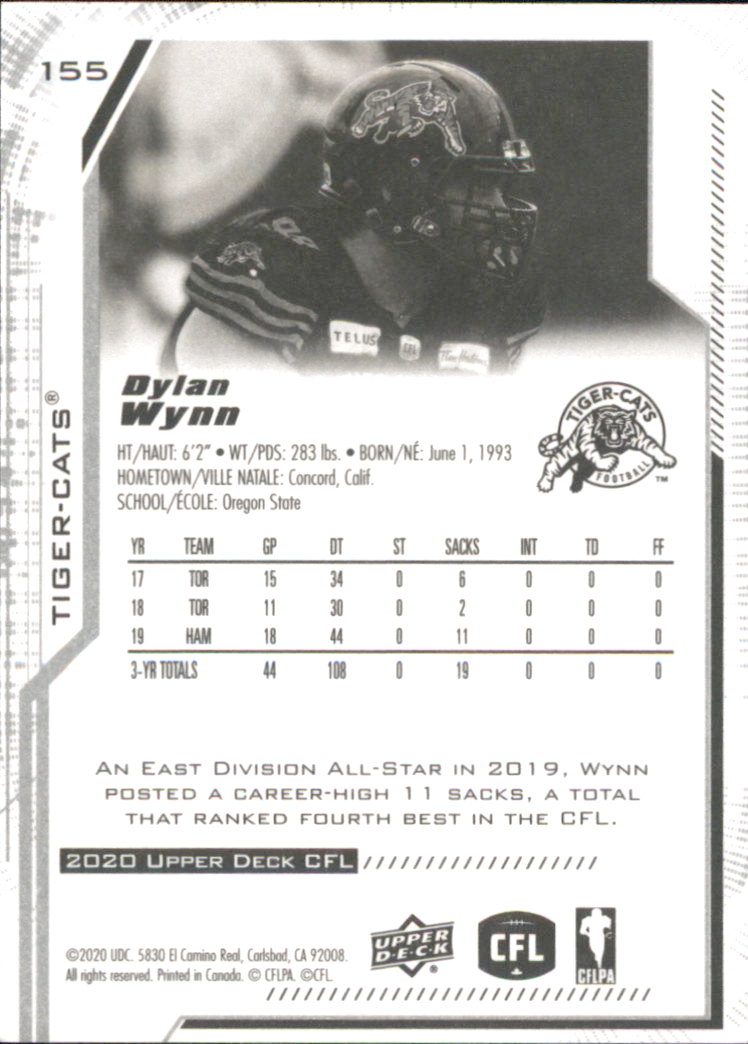 155
TELUS
CFL
Tim Hortons
Dylan
Wynn
TIGER-CATS
FOOTBALL
™
TIGER-CATS®
HT/HAUT: 6'2" • WT/PDS: 283 lbs. • BORN/NÉ: June 1, 1993
HOMETOWN/VILLE NATALE: Concord, Calif.
SCHOOL/ÉCOLE: Oregon State
YR TEAM GP DT ST SACKS INT TD FF
17 TOR 15 34 0 6 0 0 0
18 TOR 11 30 0 2 0 0 0
19 HAM 18 44 0 11 0 0 0
3-YR TOTALS 44 108 0 19 0 0 0
An East Division All-Star in 2019, Wynn
posted a career-high 11 sacks, a total
that ranked fourth best in the CFL.
2020 Upper Deck CFL
©2020 UDC. 5830 El Camino Real, Carlsbad, CA 92008.
All rights reserved. Printed in Canada. © CFLPA. ©CFL.
UPPER
D·E·C·K
®
CFL
CFLPA